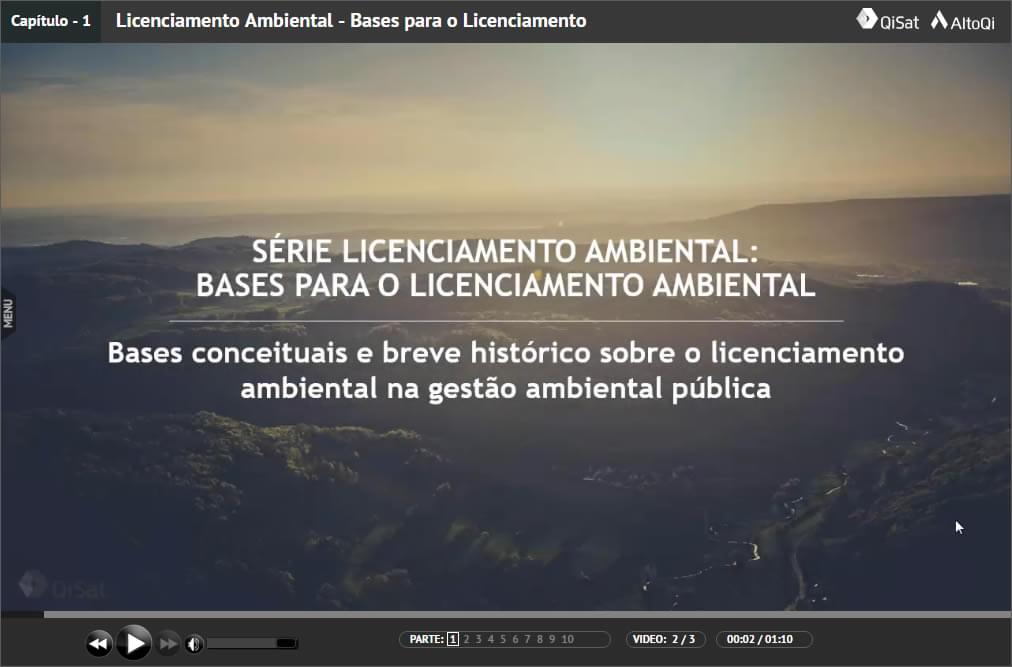 Capítulo - 1
Licenciamento Ambiental - Bases para o Licenciamento
QiSat
AltoQi
SÉRIE LICENCIAMENTO AMBIENTAL:
BASES PARA O LICENCIAMENTO AMBIENTAL
Bases conceituais e breve histórico sobre o licenciamento
ambiental na gestão ambiental pública
MENU
QiSat
PARTE: 1 2 3 4 5 6 7 8 9 10
VIDEO: 2 / 3
00:02 / 01:10